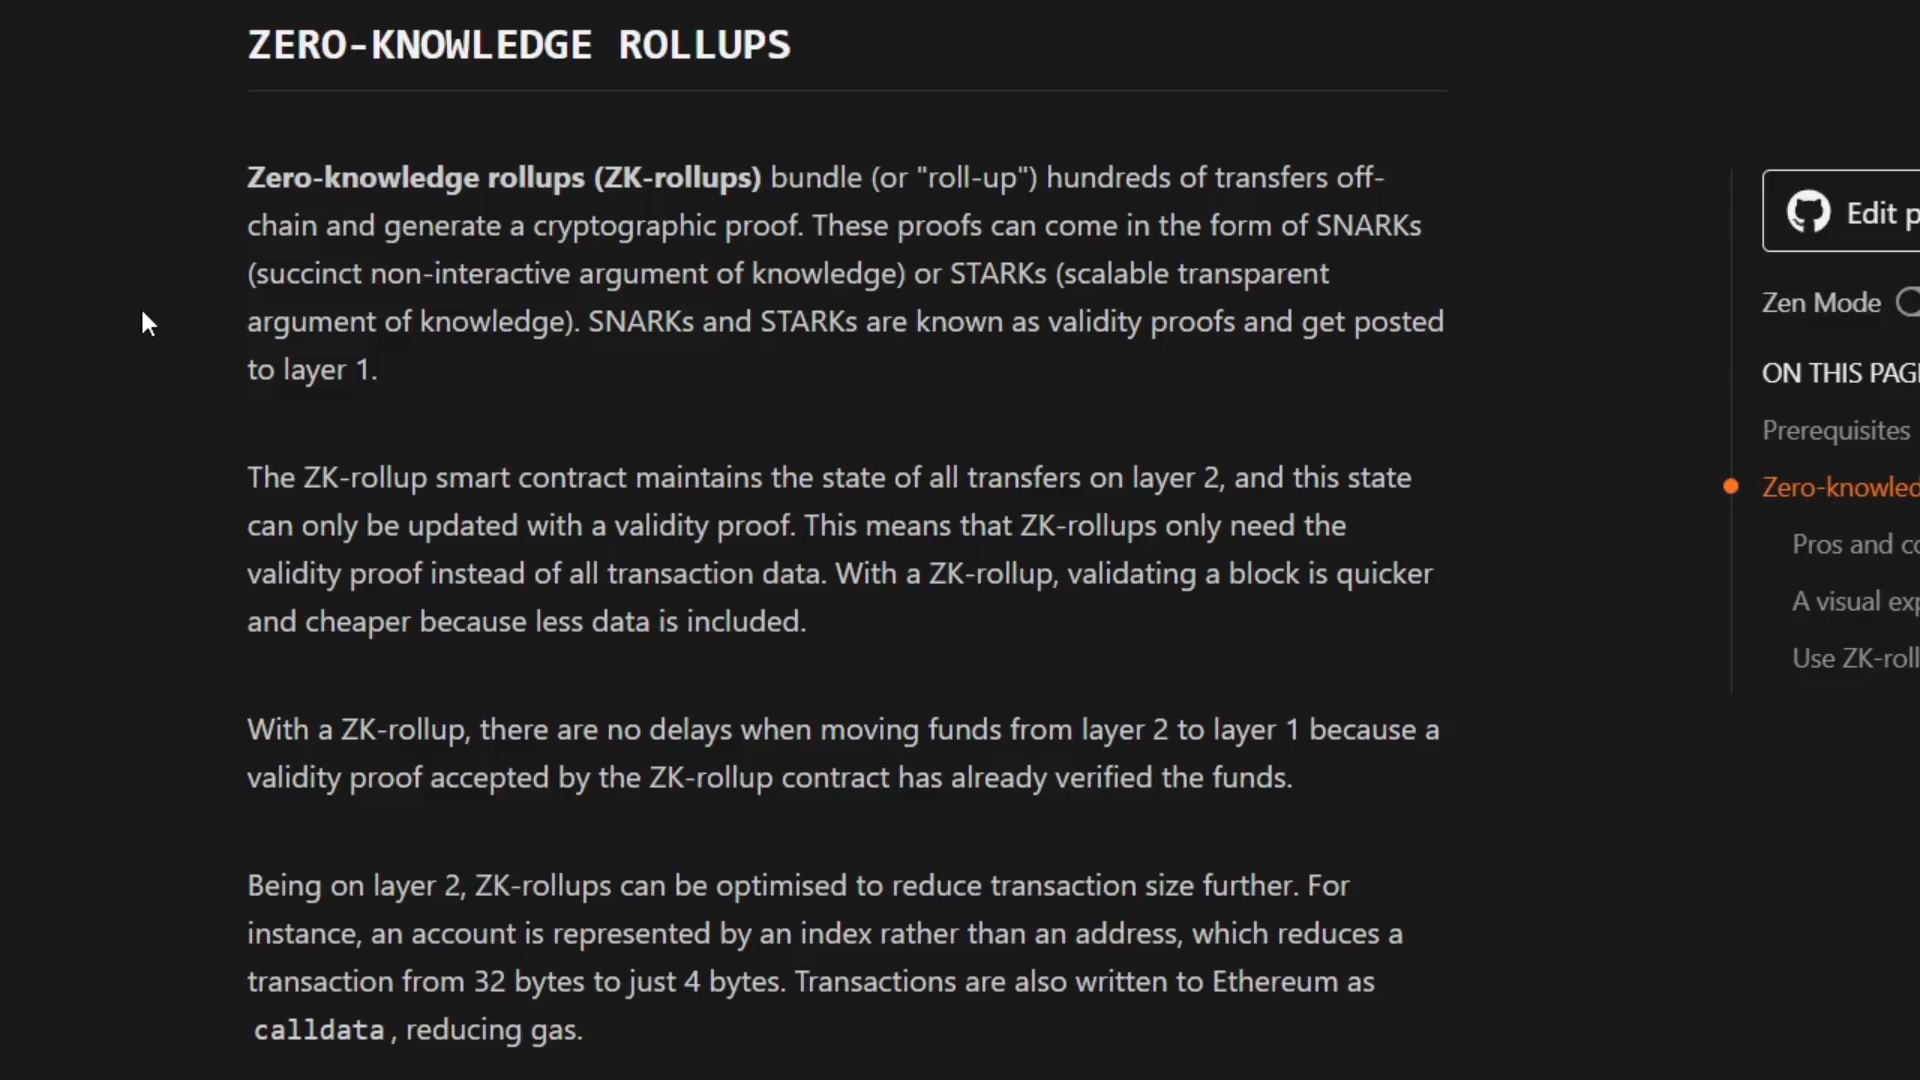 ZERO-KNOWLEDGE ROLLUPS
Zero-knowledge rollups (ZK-rollups) bundle (or "roll-up") hundreds of transfers off-
chain and generate a cryptographic proof. These proofs can come in the form of SNARKs
(succinct non-interactive argument of knowledge) or STARKs (scalable transparent
argument of knowledge). SNARKs and STARKs are known as validity proofs and get posted
to layer 1.
The ZK-rollup smart contract maintains the state of all transfers on layer 2, and this state
can only be updated with a validity proof. This means that ZK-rollups only need the
validity proof instead of all transaction data. With a ZK-rollup, validating a block is quicker
and cheaper because less data is included.
With a ZK-rollup, there are no delays when moving funds from layer 2 to layer 1 because a
validity proof accepted by the ZK-rollup contract has already verified the funds.
Being on layer 2, ZK-rollups can be optimised to reduce transaction size further. For
instance, an account is represented by an index rather than an address, which reduces a
transaction from 32 bytes to just 4 bytes. Transactions are also written to Ethereum as
calldata, reducing gas.
Edit p
Zen Mode
ON THIS PAG
Prerequisites
Zero-knowled
Pros and co
A visual exp
Use ZK-roll